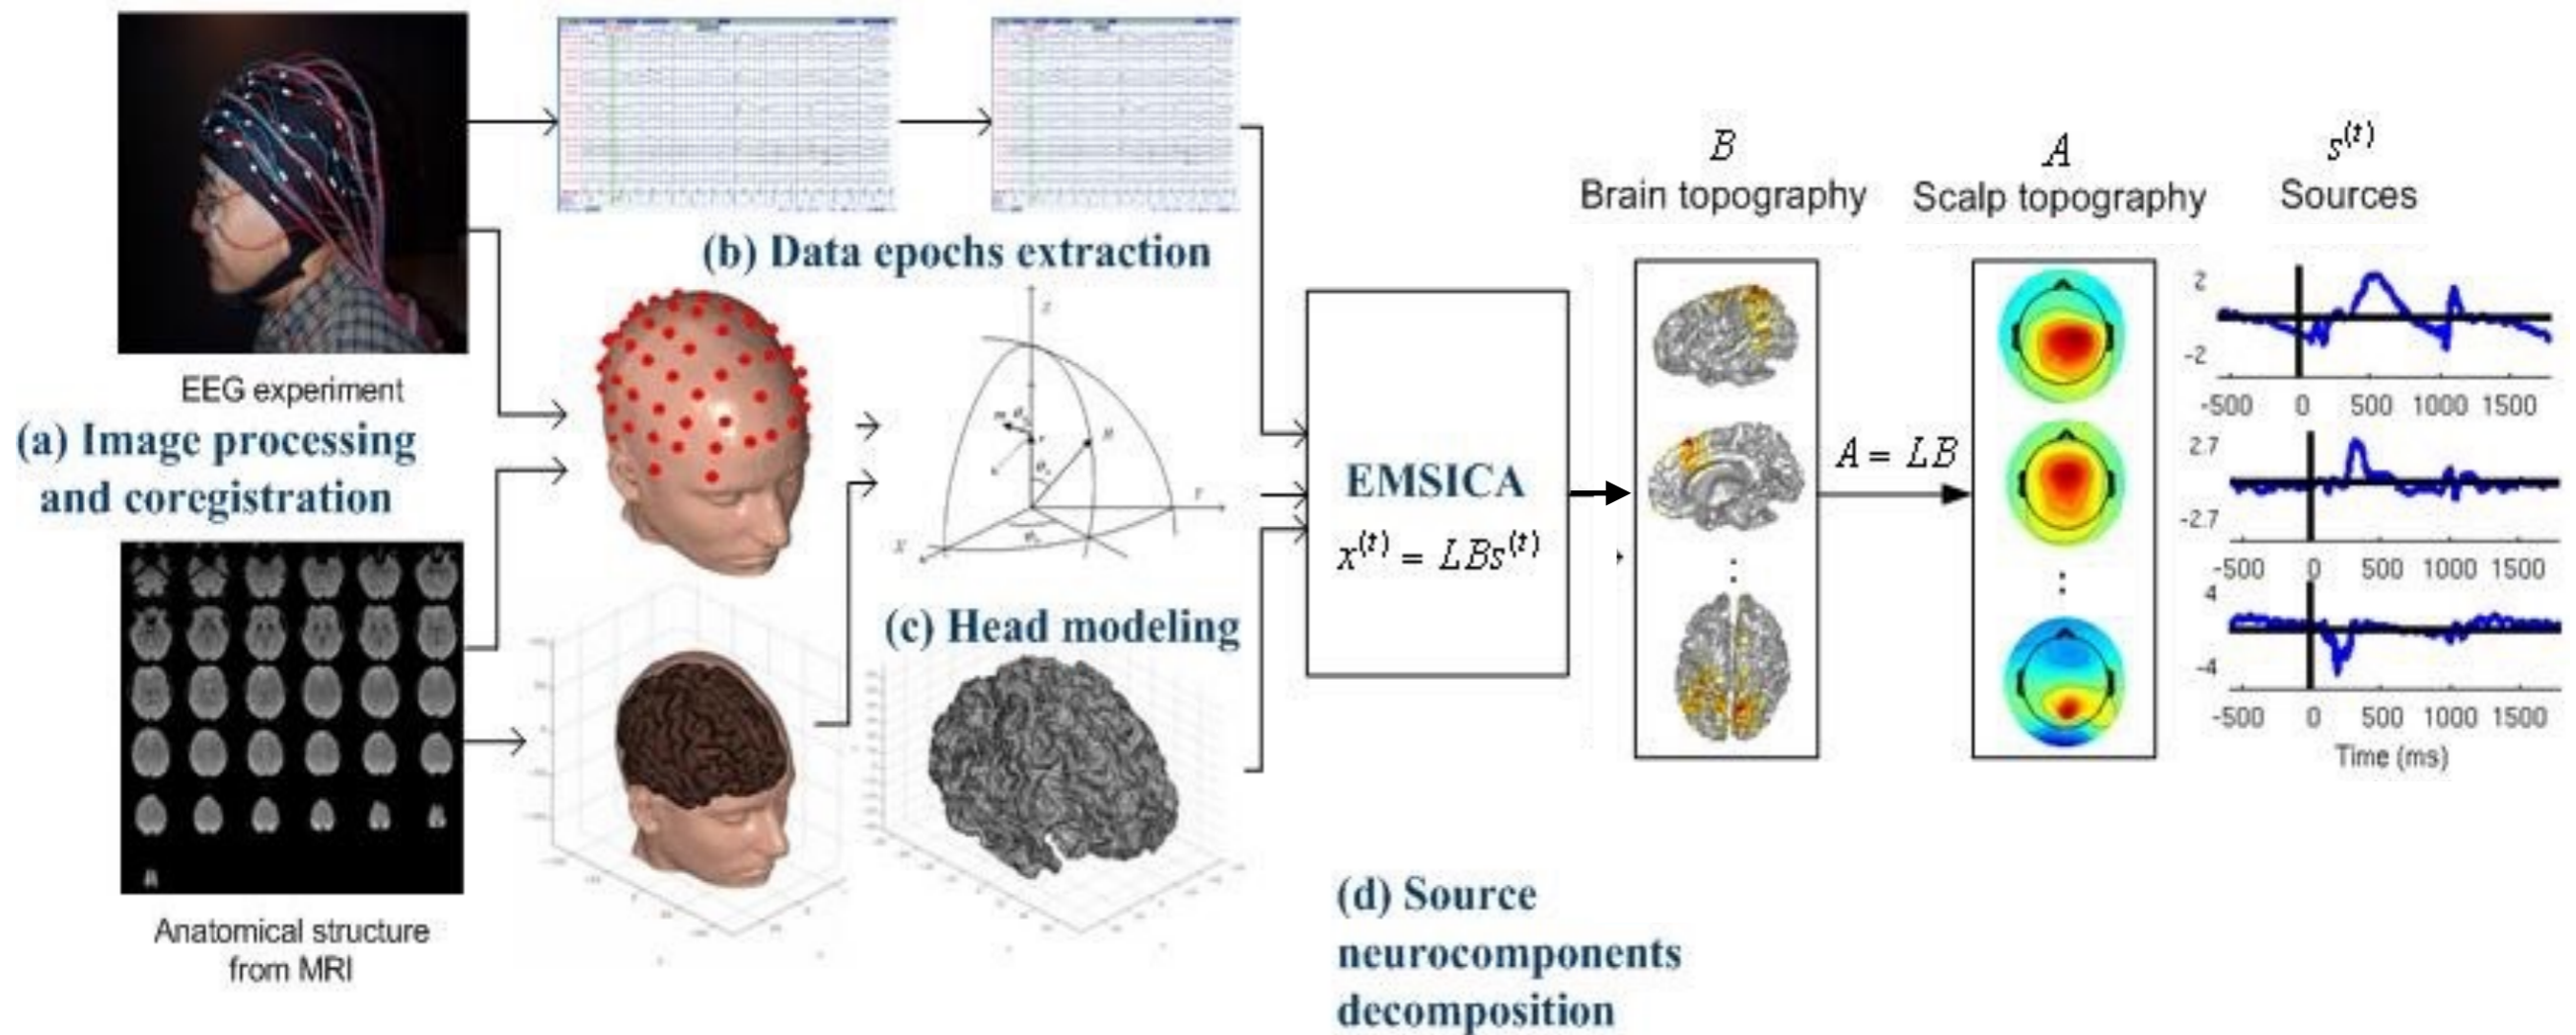 EEG experiment
(a) Image processing
and coregistration
Anatomical structure
from MRI
(b) Data epochs extraction
Z
Y
X
(c) Head modeling
EMSICA
x^(t) = LBs^(t)
(d) Source
neurocomponents
decomposition
B
Brain topography
A = LB
A
Scalp topography
s^(t)
Sources
2
-2
-500 0 500 1000 1500
2.7
-2.7
-500 0 500 1000 1500
4
-4
-500 0 500 1000 1500
Time (ms)